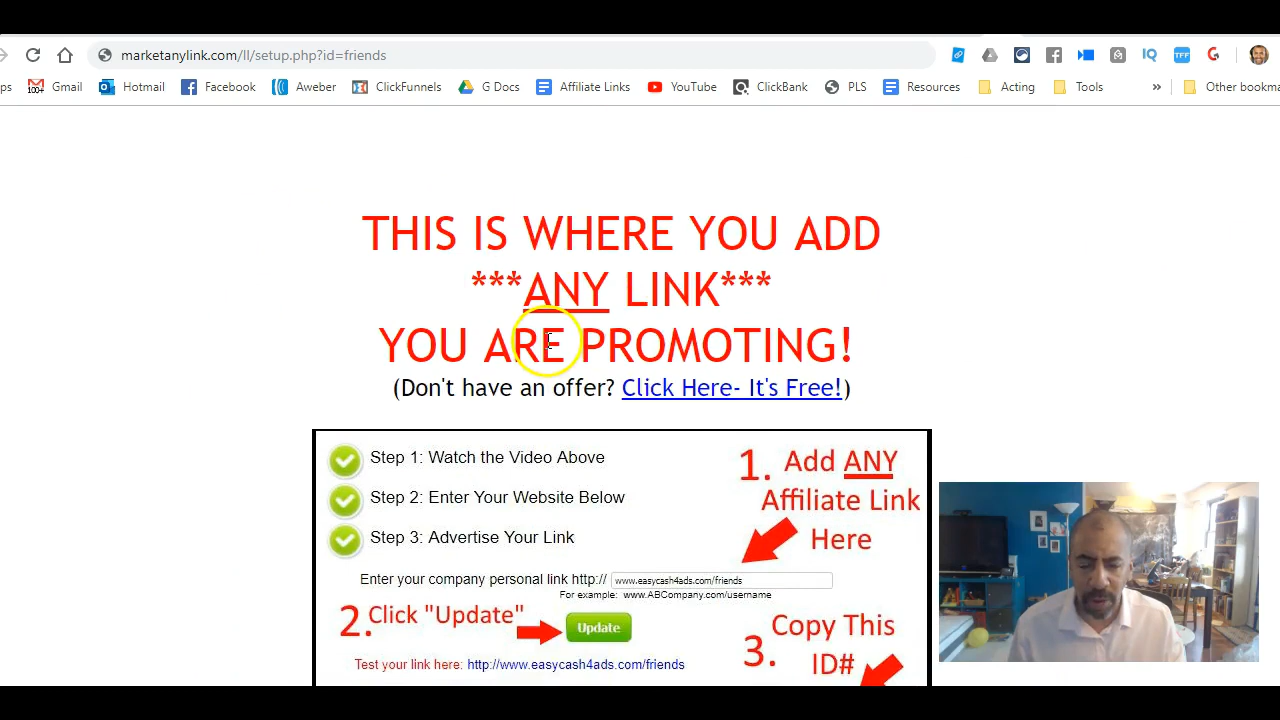 marketanylink.com/ll/setup.php?id=friends
ps Gmail Hotmail Facebook Aweber ClickFunnels G Docs Affiliate Links YouTube ClickBank PLS Resources Acting Tools » Other bookma
100+
TFF
THIS IS WHERE YOU ADD
***ANY LINK***
YOU ARE PROMOTING!
(Don't have an offer? Click Here- It's Free!)
Step 1: Watch the Video Above
Step 2: Enter Your Website Below
Step 3: Advertise Your Link
1. Add ANY
Affiliate Link
Here
Enter your company personal link http:// www.easycash4ads.com/friends
For example: www.ABCompany.com/username
2. Click "Update"
Update
3. Copy This
ID#
Test your link here: http://www.easycash4ads.com/friends